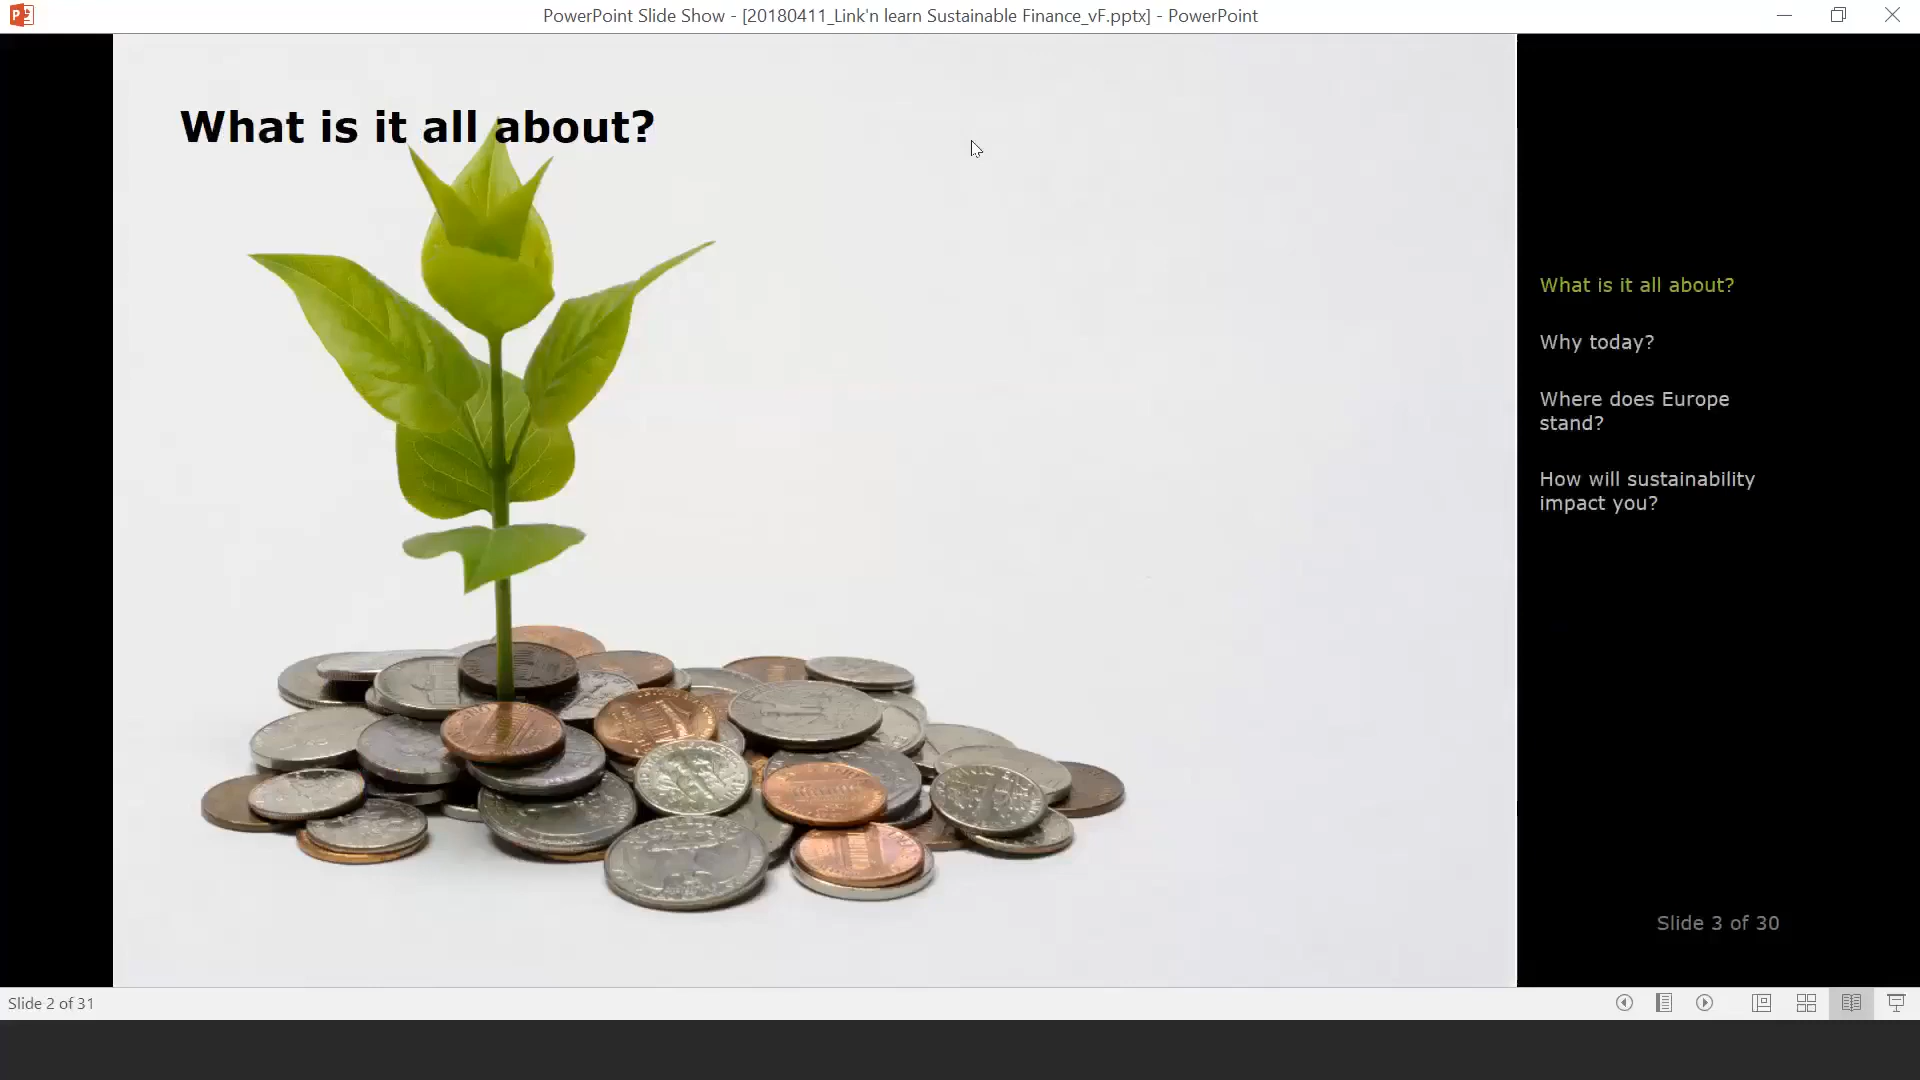 PowerPoint Slide Show - [20180411_Link'n learn Sustainable Finance_vF.pptx] - PowerPoint
What is it all about?
What is it all about?
Why today?
Where does Europe
stand?
How will sustainability
impact you?
Slide 3 of 30
Slide 2 of 31